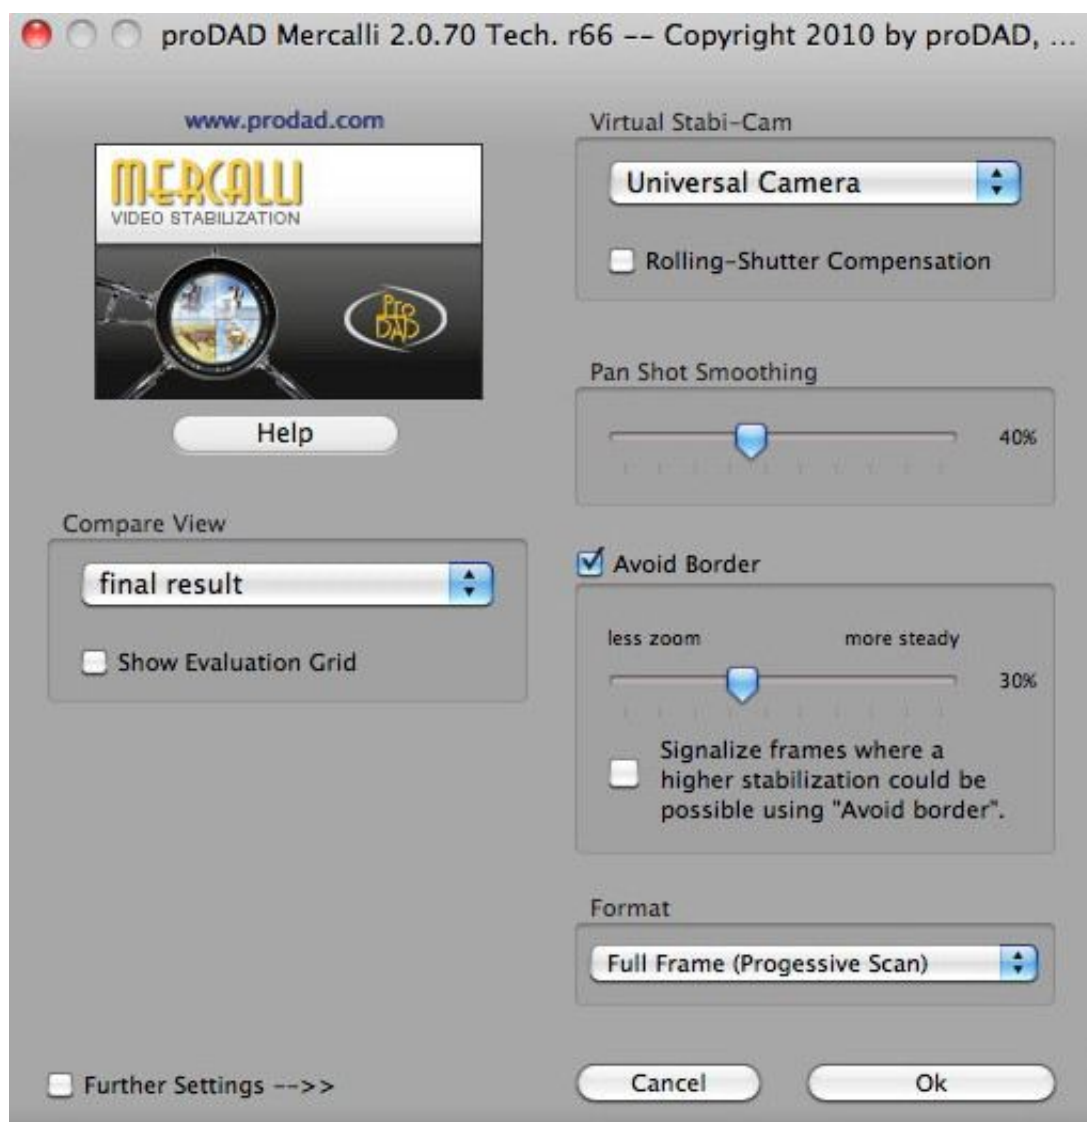 proDAD Mercalli 2.0.70 Tech. r66 -- Copyright 2010 by proDAD, ...
www.prodad.com
MERCALLI
VIDEO STABILIZATION
Pro
DAD
Help
Compare View
final result
Show Evaluation Grid
Virtual Stabi-Cam
Universal Camera
Rolling-Shutter Compensation
Pan Shot Smoothing
40%
Avoid Border
less zoom more steady
30%
Signalize frames where a
higher stabilization could be
possible using "Avoid border".
Format
Full Frame (Progessive Scan)
Further Settings -->>
Cancel Ok